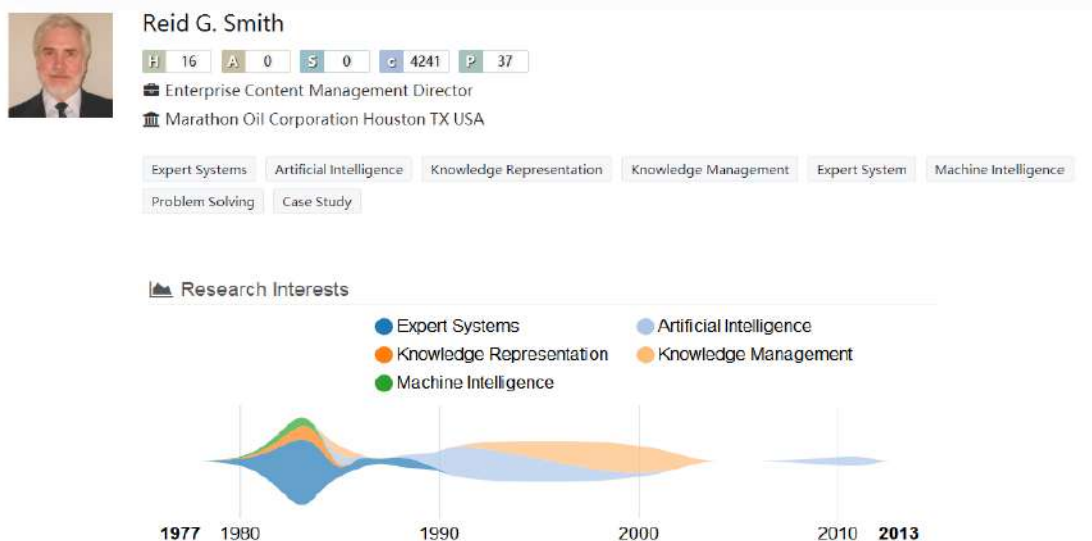 Reid G. Smith
H 16 A 0 S 0 c 4241 P 37
Enterprise Content Management Director
Marathon Oil Corporation Houston TX USA
Expert Systems Artificial Intelligence Knowledge Representation Knowledge Management Expert System Machine Intelligence
Problem Solving Case Study
Research Interests
Expert Systems Artificial Intelligence
Knowledge Representation Knowledge Management
Machine Intelligence
1977 1980 1990 2000 2010 2013